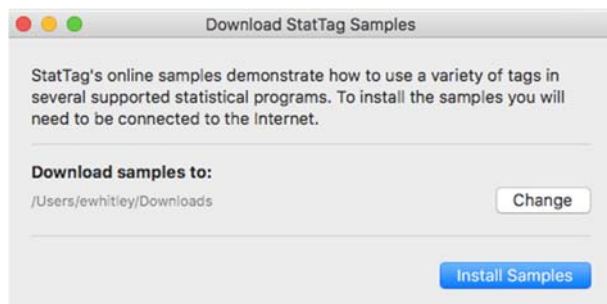 Download StatTag Samples
StatTag's online samples demonstrate how to use a variety of tags in
several supported statistical programs. To install the samples you will
need to be connected to the Internet.
Download samples to:
/Users/ewhitley/Downloads
Change
Install Samples